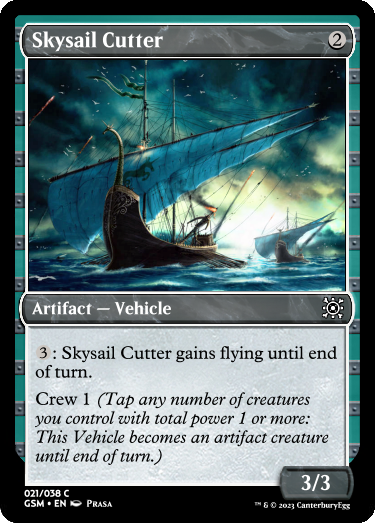 Skysail Cutter 2
Artifact — Vehicle
3: Skysail Cutter gains flying until end
of turn.
Crew 1 (Tap any number of creatures
you control with total power 1 or more:
This Vehicle becomes an artifact creature
until end of turn.)
3/3
021/038 C
GSM • EN Prasa
™ & © 2023 CanterburyEgg